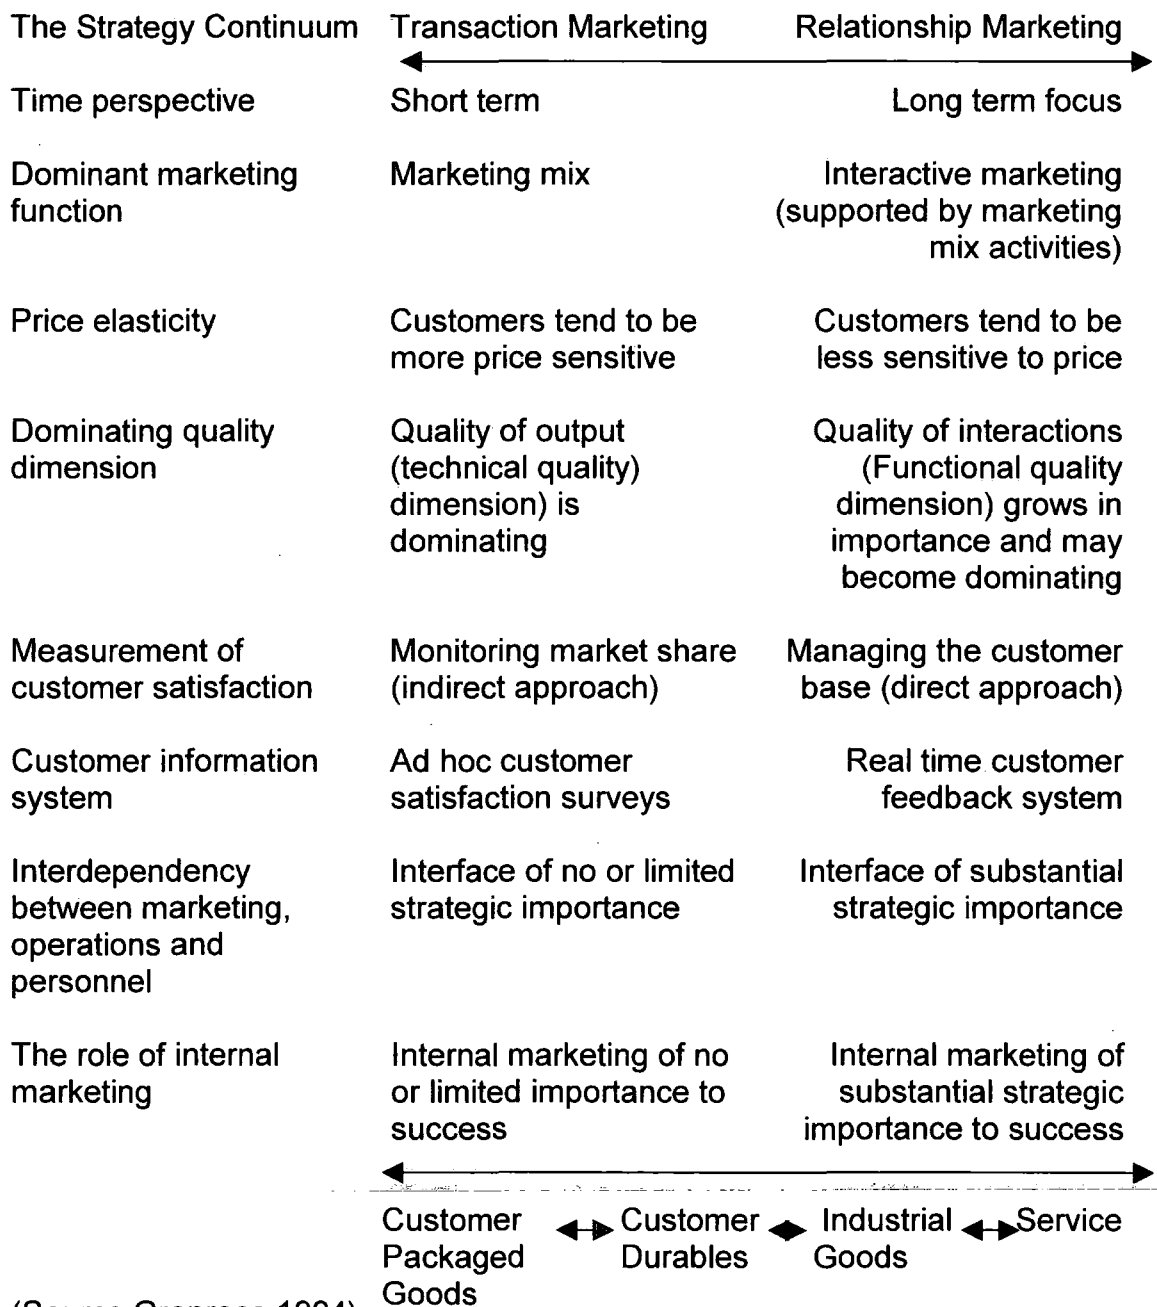 The Strategy Continuum Transaction Marketing Relationship Marketing
Time perspective Short term Long term focus
Dominant marketing Marketing mix Interactive marketing
function (supported by marketing
mix activities)
Price elasticity Customers tend to be Customers tend to be
more price sensitive less sensitive to price
Dominating quality Quality of output Quality of interactions
dimension (technical quality) (Functional quality
dimension) is dimension) grows in
dominating importance and may
become dominating
Measurement of Monitoring market share Managing the customer
customer satisfaction (indirect approach) base (direct approach)
Customer information Ad hoc customer Real time customer
system satisfaction surveys feedback system
Interdependency Interface of no or limited Interface of substantial
between marketing, strategic importance strategic importance
operations and
personnel
The role of internal Internal marketing of no Internal marketing of
marketing or limited importance to substantial strategic
success importance to success
Customer Customer Industrial Service
Packaged Durables Goods
Goods